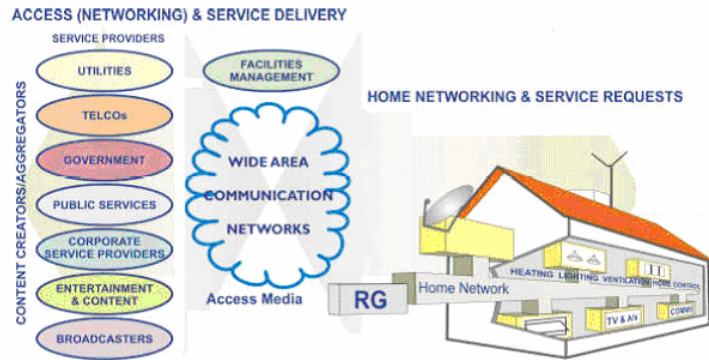 ACCESS (NETWORKING) & SERVICE DELIVERY
SERVICE PROVIDERS
CONTENT CREATORS/AGGREGATORS
UTILITIES
TELCOs
GOVERNMENT
PUBLIC SERVICES
CORPORATE
SERVICE PROVIDERS
ENTERTAINMENT
& CONTENT
BROADCASTERS
FACILITIES
MANAGEMENT
WIDE AREA
COMMUNICATION
NETWORKS
Access Media
HOME NETWORKING & SERVICE REQUESTS
RG
Home Network
HEATING LIGHTING VENTILATION HOME CONTROL
TV & A/V
COMMS